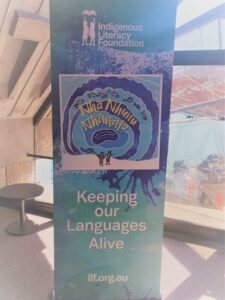 Indigenous
Literacy
Foundation
Keeping
our
Languages
Alive
ilf.org.au